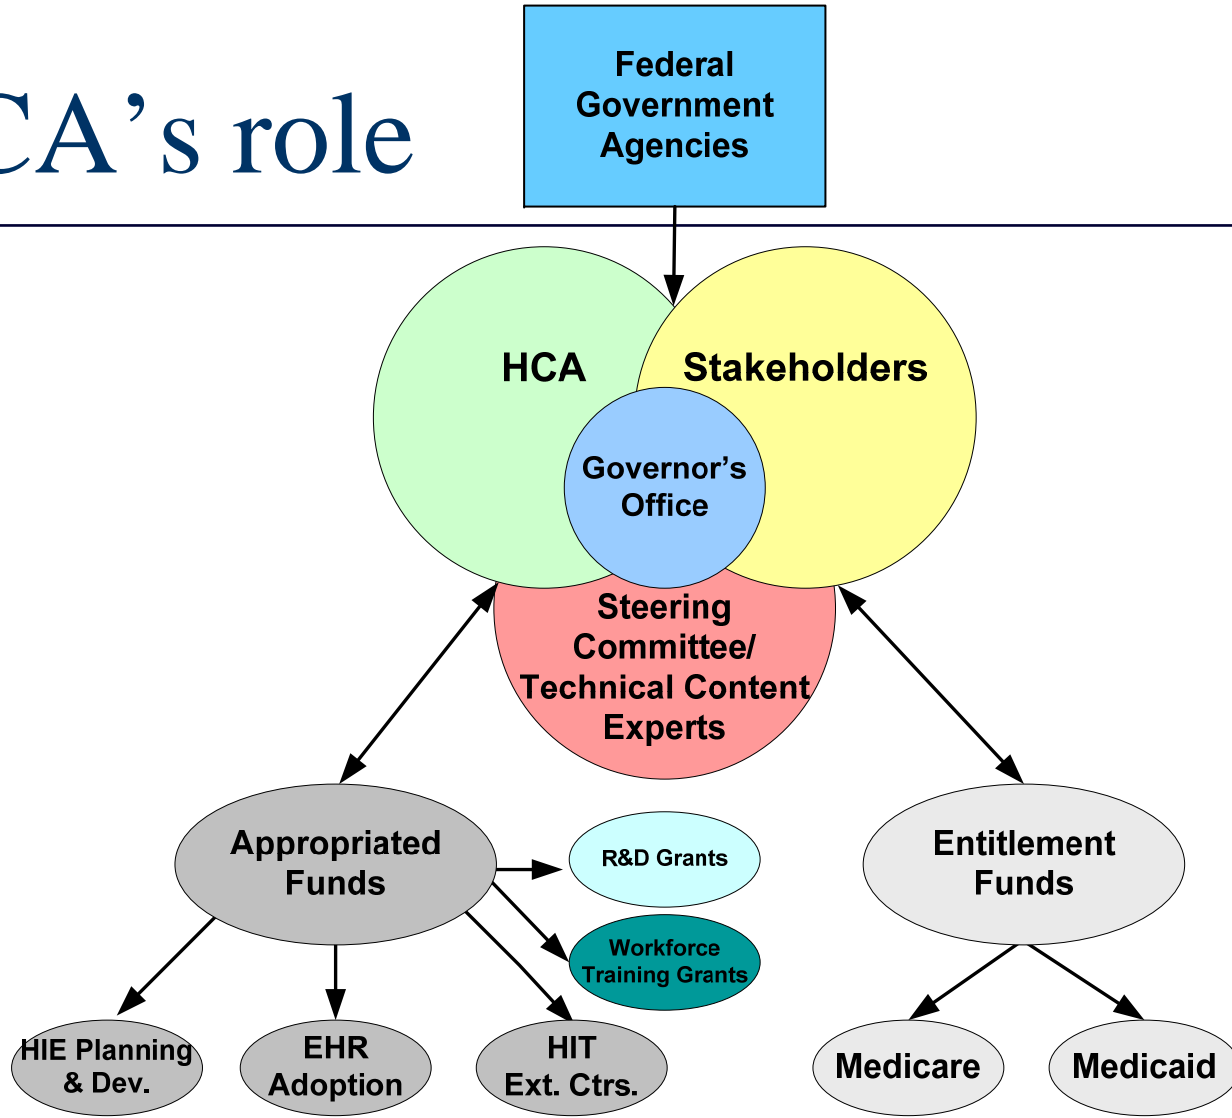 Federal
Government
Agencies
CA’s role
HCA
Stakeholders
Governor’s
Office
Steering
Committee/
Technical Content
Experts
Appropriated
Funds
R&D Grants
Entitlement
Funds
Workforce
Training Grants
HIE Planning
& Dev.
EHR
Adoption
HIT
Ext. Ctrs.
Medicare
Medicaid